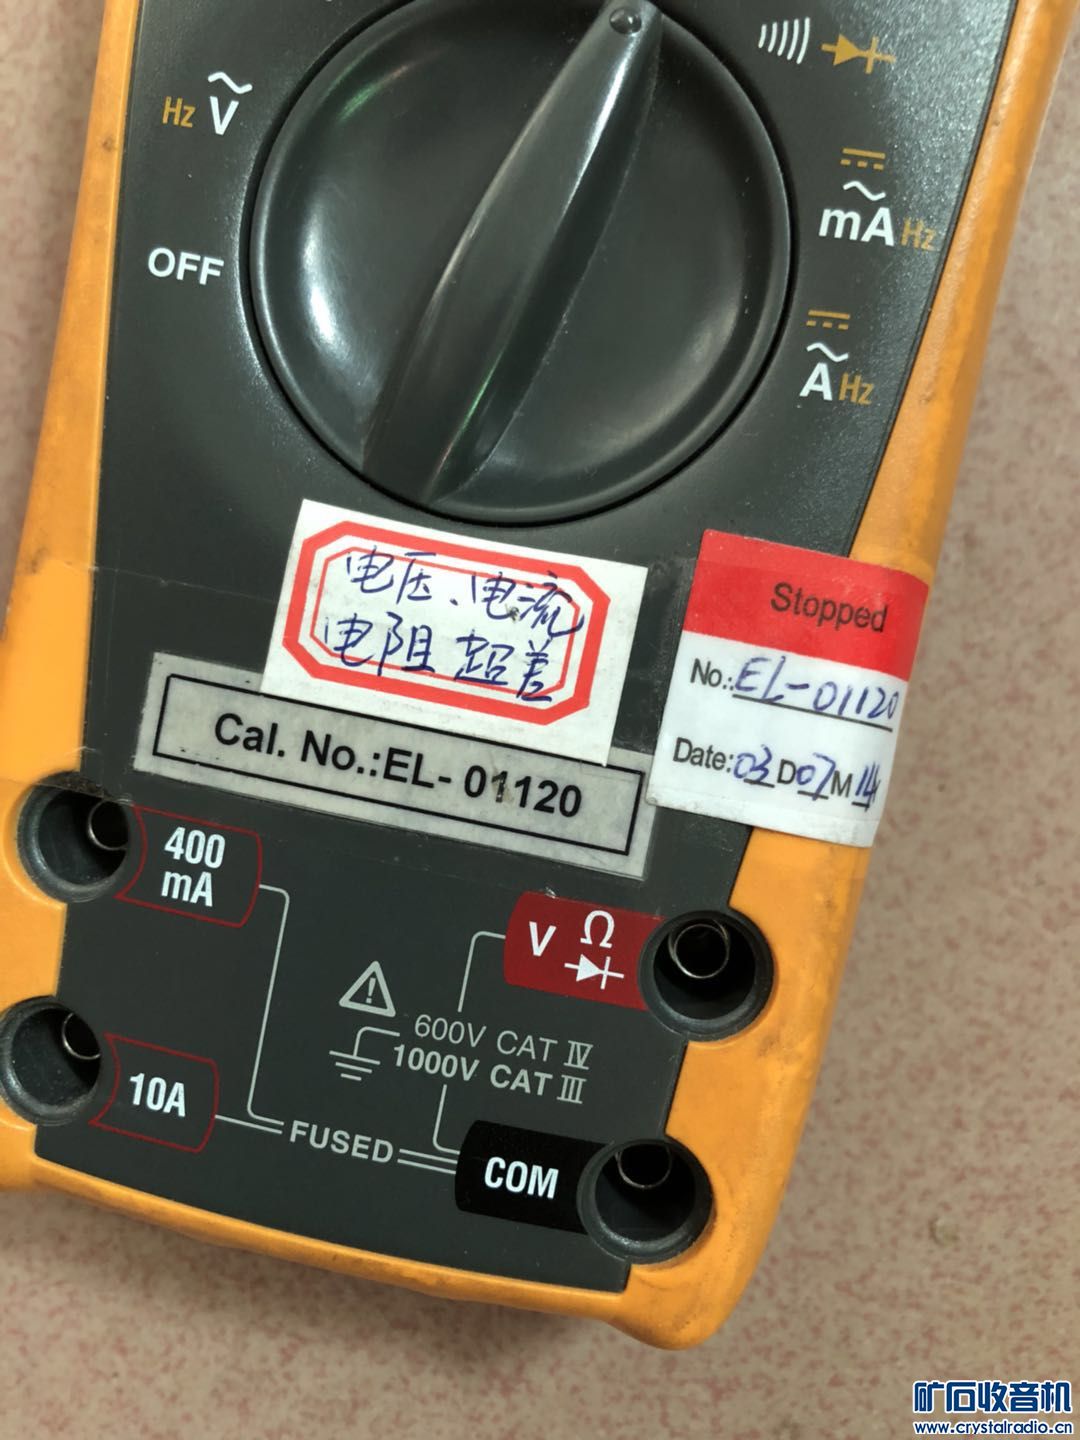 Hz V
OFF
mA Hz
A Hz
电压、电流
电阻超差
Stopped
No.: EL-01120
Date: 03 D 07 M 14
Cal. No.:EL- 01120
400
mA
V Ω
600V CAT Ⅳ
1000V CAT Ⅲ
10A
FUSED
COM
矿石收音机
www.crystalradio.cn